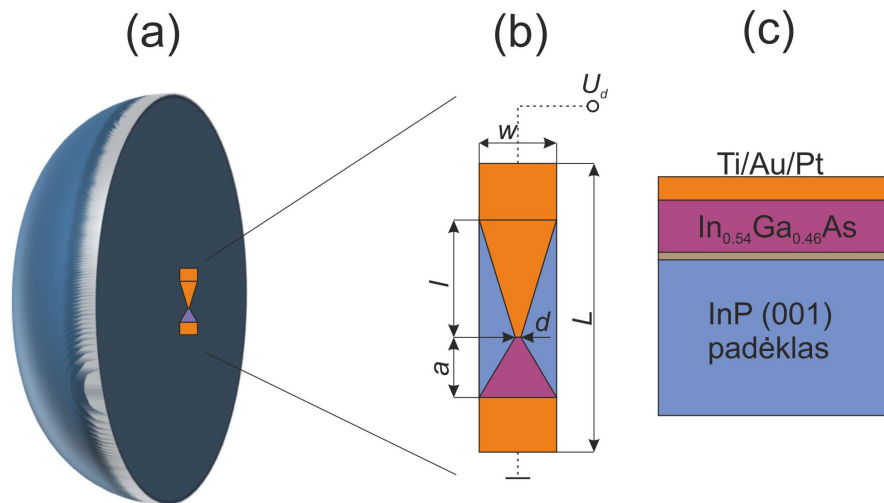 (a)
(b)
(c)
U_d
w
l
d
L
a
Ti/Au/Pt
In₀.₅₄Ga₀.₄₆As
InP (001)
padėklas